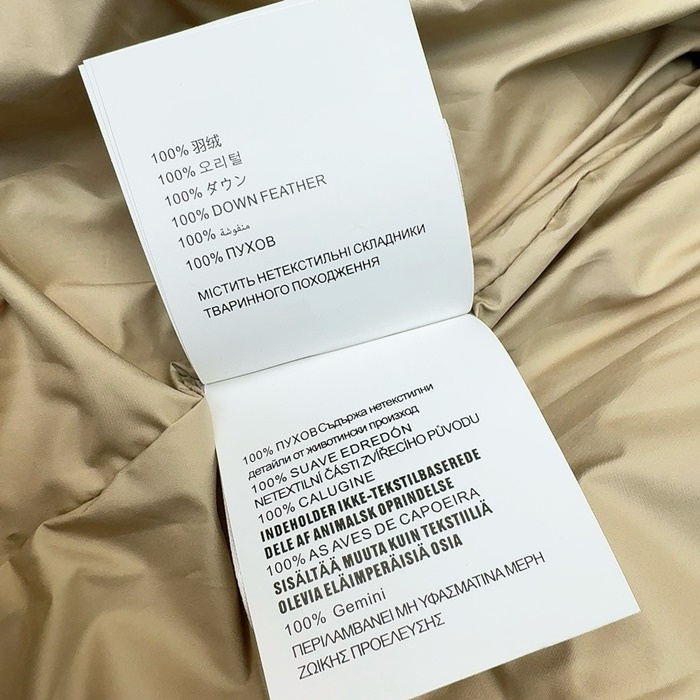 100% 羽绒
100% 오리털
100% ダウン
100% DOWN FEATHER
100% منفوشة
100% ПУХОВ
МІСТИТЬ НЕТЕКСТИЛЬНІ СКЛАДНИКИ
ТВАРИННОГО ПОХОДЖЕННЯ
100% ПУХОВСъдържа нетекстилни
детайли от животински произход
100% SUAVE EDREDÓN
NETEXTILNÍ ČÁSTI ZVÍŘECÍHO PŮVODU
100% CALUGINE
INDEHOLDER IKKE-TEKSTILBASEREDE
DELE AF ANIMALSK OPRINDELSE
100% AS AVES DE CAPOEIRA
SISÄLTÄÄ MUUTA KUIN TEKSTIILIÄ
OLEVIA ELÄIMPERÄISIÄ OSIA
100% Gemini
ΠΕΡΙΛΑΜΒΑΝΕΙ ΜΗ ΥΦΑΣΜΑΤΙΝΑ ΜΕΡΗ
ΖΩΙΚΗΣ ΠΡΟΕΛΕΥΣΗΣ